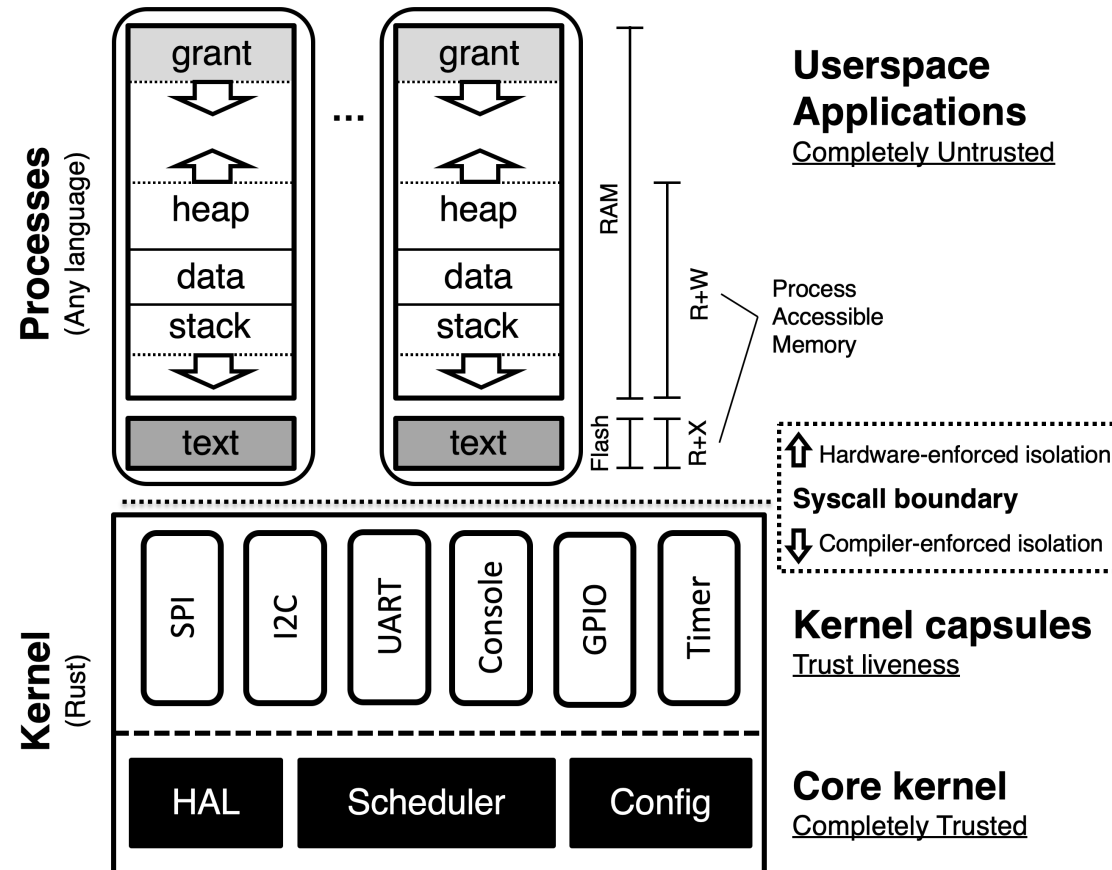 Processes
(Any language)
grant
heap
data
stack
text
...
grant
heap
data
stack
text
RAM
Flash
R+W
R+X
Process
Accessible
Memory
Userspace
Applications
Completely Untrusted
Hardware-enforced isolation
Syscall boundary
Compiler-enforced isolation
Kernel
(Rust)
SPI
I2C
UART
Console
GPIO
Timer
Kernel capsules
Trust liveness
HAL
Scheduler
Config
Core kernel
Completely Trusted